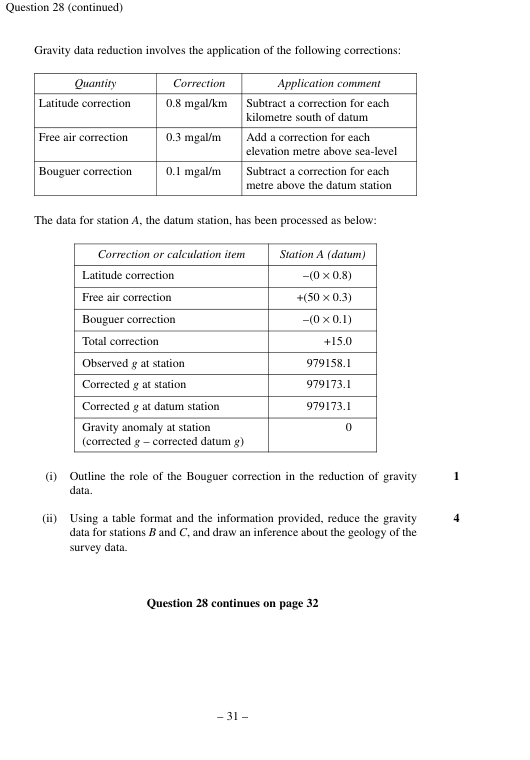 Question 28 (continued)
Gravity data reduction involves the application of the following corrections:
Quantity Correction Application comment
Latitude correction 0.8 mgal/km Subtract a correction for each
kilometre south of datum
Free air correction 0.3 mgal/m Add a correction for each
elevation metre above sea-level
Bouguer correction 0.1 mgal/m Subtract a correction for each
metre above the datum station
The data for station A, the datum station, has been processed as below:
Correction or calculation item Station A (datum)
Latitude correction –(0 × 0.8)
Free air correction +(50 × 0.3)
Bouguer correction –(0 × 0.1)
Total correction +15.0
Observed g at station 979158.1
Corrected g at station 979173.1
Corrected g at datum station 979173.1
Gravity anomaly at station 0
(corrected g – corrected datum g)
(i) Outline the role of the Bouguer correction in the reduction of gravity 1
data.
(ii) Using a table format and the information provided, reduce the gravity 4
data for stations B and C, and draw an inference about the geology of the
survey data.
Question 28 continues on page 32
– 31 –